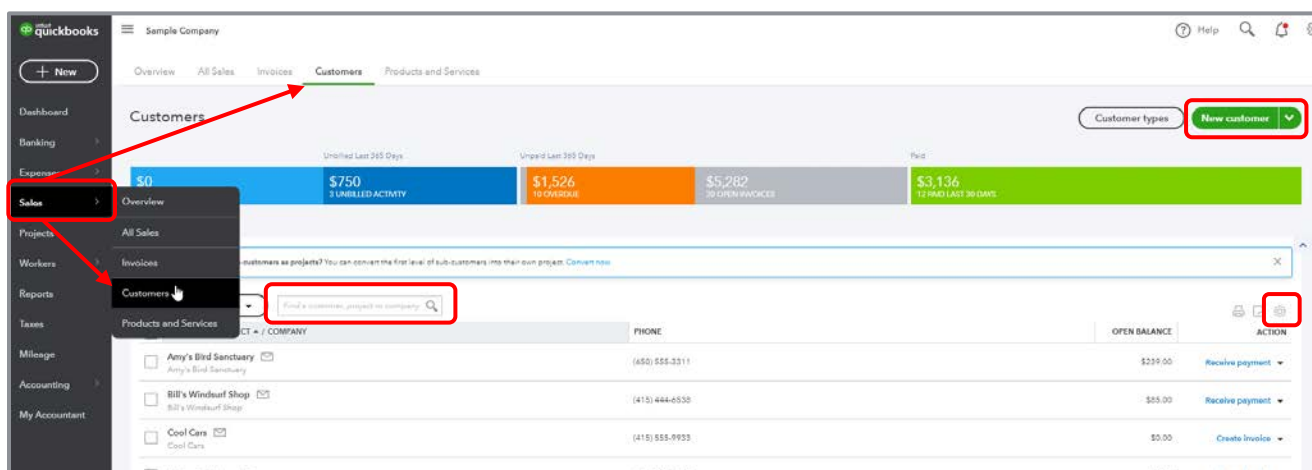 intuit
quickbooks
Sample Company
Help
+ New
Overview All Sales Invoices Customers Products and Services
Dashboard
Banking
Expenses
Sales
Projects
Workers
Reports
Taxes
Mileage
Accounting
My Accountant
Overview
All Sales
Invoices
Customers
Products and Services
Customers
Customer types
New customer
Unbilled Last 365 Days
Unpaid Last 365 Days
Paid
$0
$750
3 UNBILLED ACTIVITY
$1,526
10 OVERDUE
$5,282
20 OPEN INVOICES
$3,136
12 PAID LAST 30 DAYS
-customers as projects? You can convert the first level of sub-customers into their own project. Convert now
Find a customer, project or company
CT ▲ / COMPANY PHONE OPEN BALANCE ACTION
Amy's Bird Sanctuary (650) 555-3311 $239.00 Receive payment
Amy's Bird Sanctuary
Bill's Windsurf Shop (415) 444-6538 $85.00 Receive payment
Bill's Windsurf Shop
Cool Cars (415) 555-9933 $0.00 Create invoice
Cool Cars